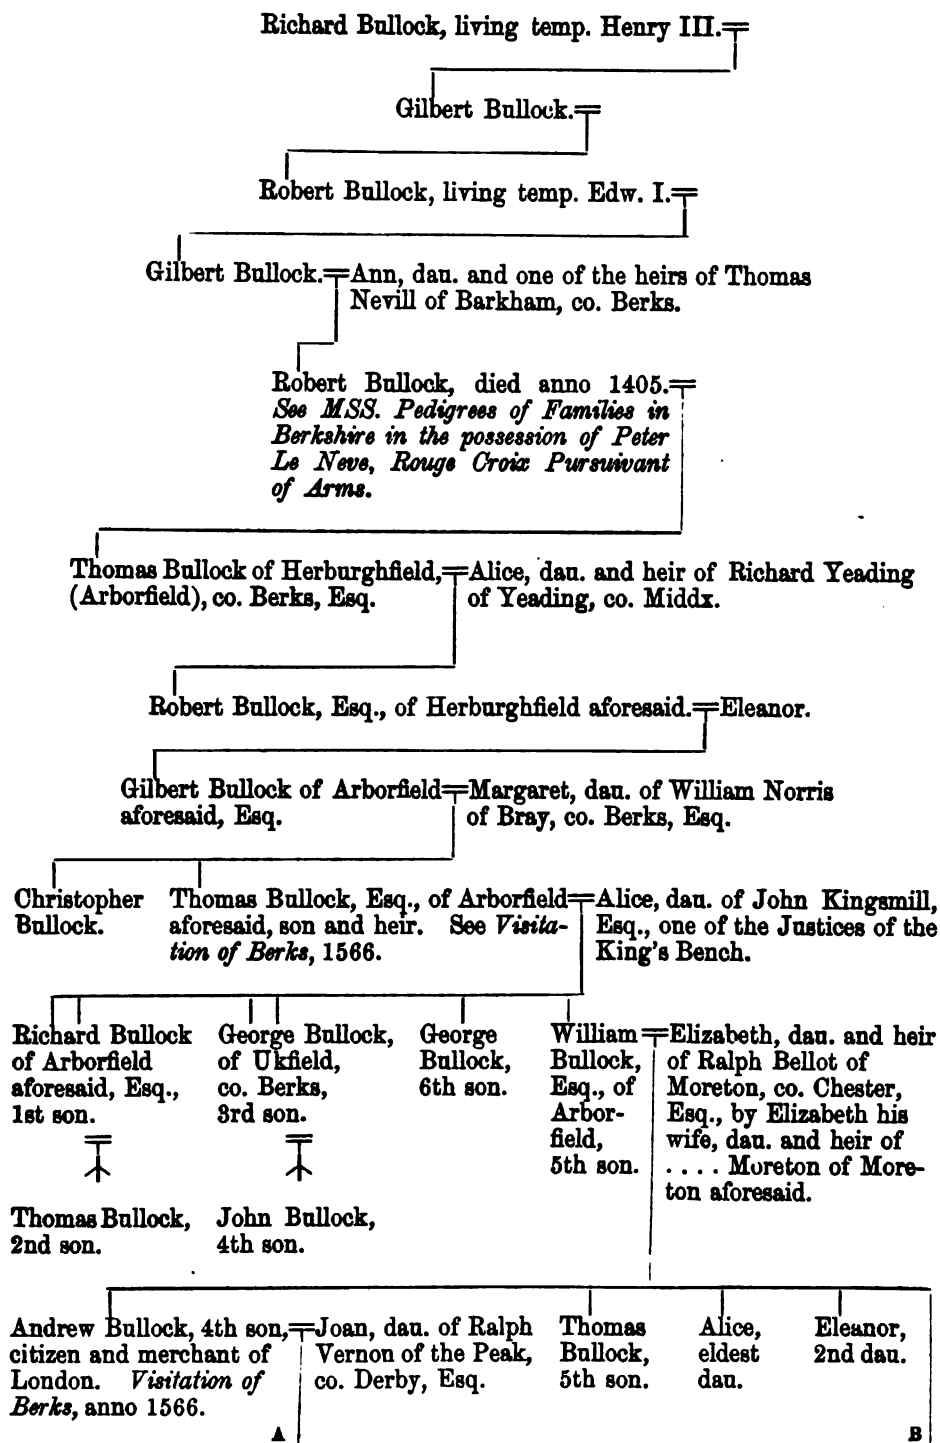 Richard Bullock, living temp. Henry III.
Gilbert Bullock.
Robert Bullock, living temp. Edw. I.
Gilbert Bullock.=Ann, dau. and one of the heirs of Thomas
Nevill of Barkham, co. Berks.
Robert Bullock, died anno 1405.
See MSS. Pedigrees of Families in
Berkshire in the possession of Peter
Le Neve, Rouge Croix Pursuivant
of Arms.
Thomas Bullock of Herburghfield,
(Arborfield), co. Berks, Esq.
Alice, dau. and heir of Richard Yeading
of Yeading, co. Middx.
Robert Bullock, Esq., of Herburghfield aforesaid.=Eleanor.
Gilbert Bullock of Arborfield
aforesaid, Esq.
Margaret, dau. of William Norris
of Bray, co. Berks, Esq.
Christopher
Bullock.
Thomas Bullock, Esq., of Arborfield
aforesaid, son and heir. See Visita-
tion of Berks, 1566.
Alice, dau. of John Kingsmill,
Esq., one of the Justices of the
King's Bench.
Richard Bullock
of Arborfield
aforesaid, Esq.,
1st son.
George Bullock,
of Ukfield,
co. Berks,
3rd son.
George
Bullock,
6th son.
William
Bullock,
Esq., of
Arbor-
field,
5th son.
Elizabeth, dau. and heir
of Ralph Bellot of
Moreton, co. Chester,
Esq., by Elizabeth his
wife, dau. and heir of
.... Moreton of More-
ton aforesaid.
Thomas Bullock,
2nd son.
John Bullock,
4th son.
Andrew Bullock, 4th son,
citizen and merchant of
London. Visitation of
Berks, anno 1566.
Joan, dau. of Ralph
Vernon of the Peak,
co. Derby, Esq.
Thomas
Bullock,
5th son.
Alice,
eldest
dau.
Eleanor,
2nd dau.
A
B